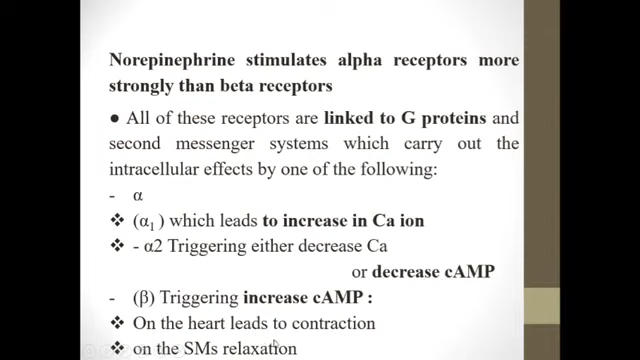 Norepinephrine stimulates alpha receptors more
strongly than beta receptors
● All of these receptors are linked to G proteins and
second messenger systems which carry out the
intracellular effects by one of the following:
- α
❖ (α₁ ) which leads to increase in Ca ion
❖ - α2 Triggering either decrease Ca
or decrease cAMP
- (β) Triggering increase cAMP :
❖ On the heart leads to contraction
❖ on the SMs relaxation